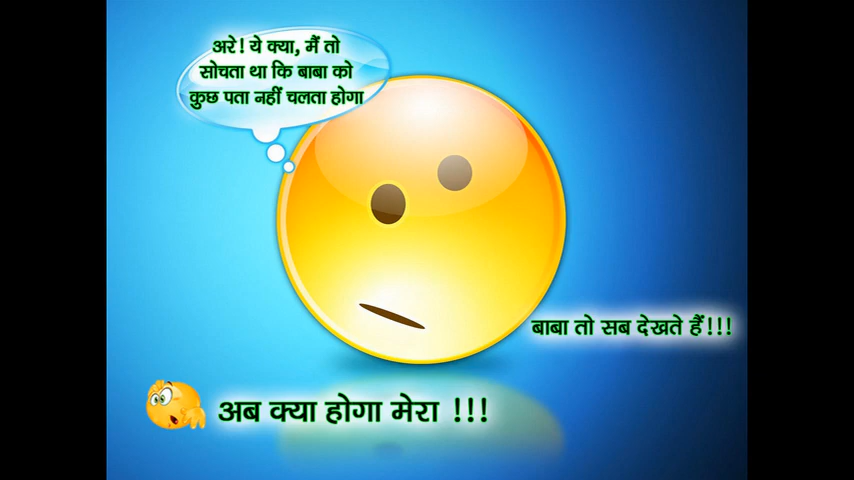 अरे! ये क्या, मैं तो
सोचता था कि बाबा को
कुछ पता नहीं चलता होगा
बाबा तो सब देखते हैं!!!
अब क्या होगा मेरा !!!